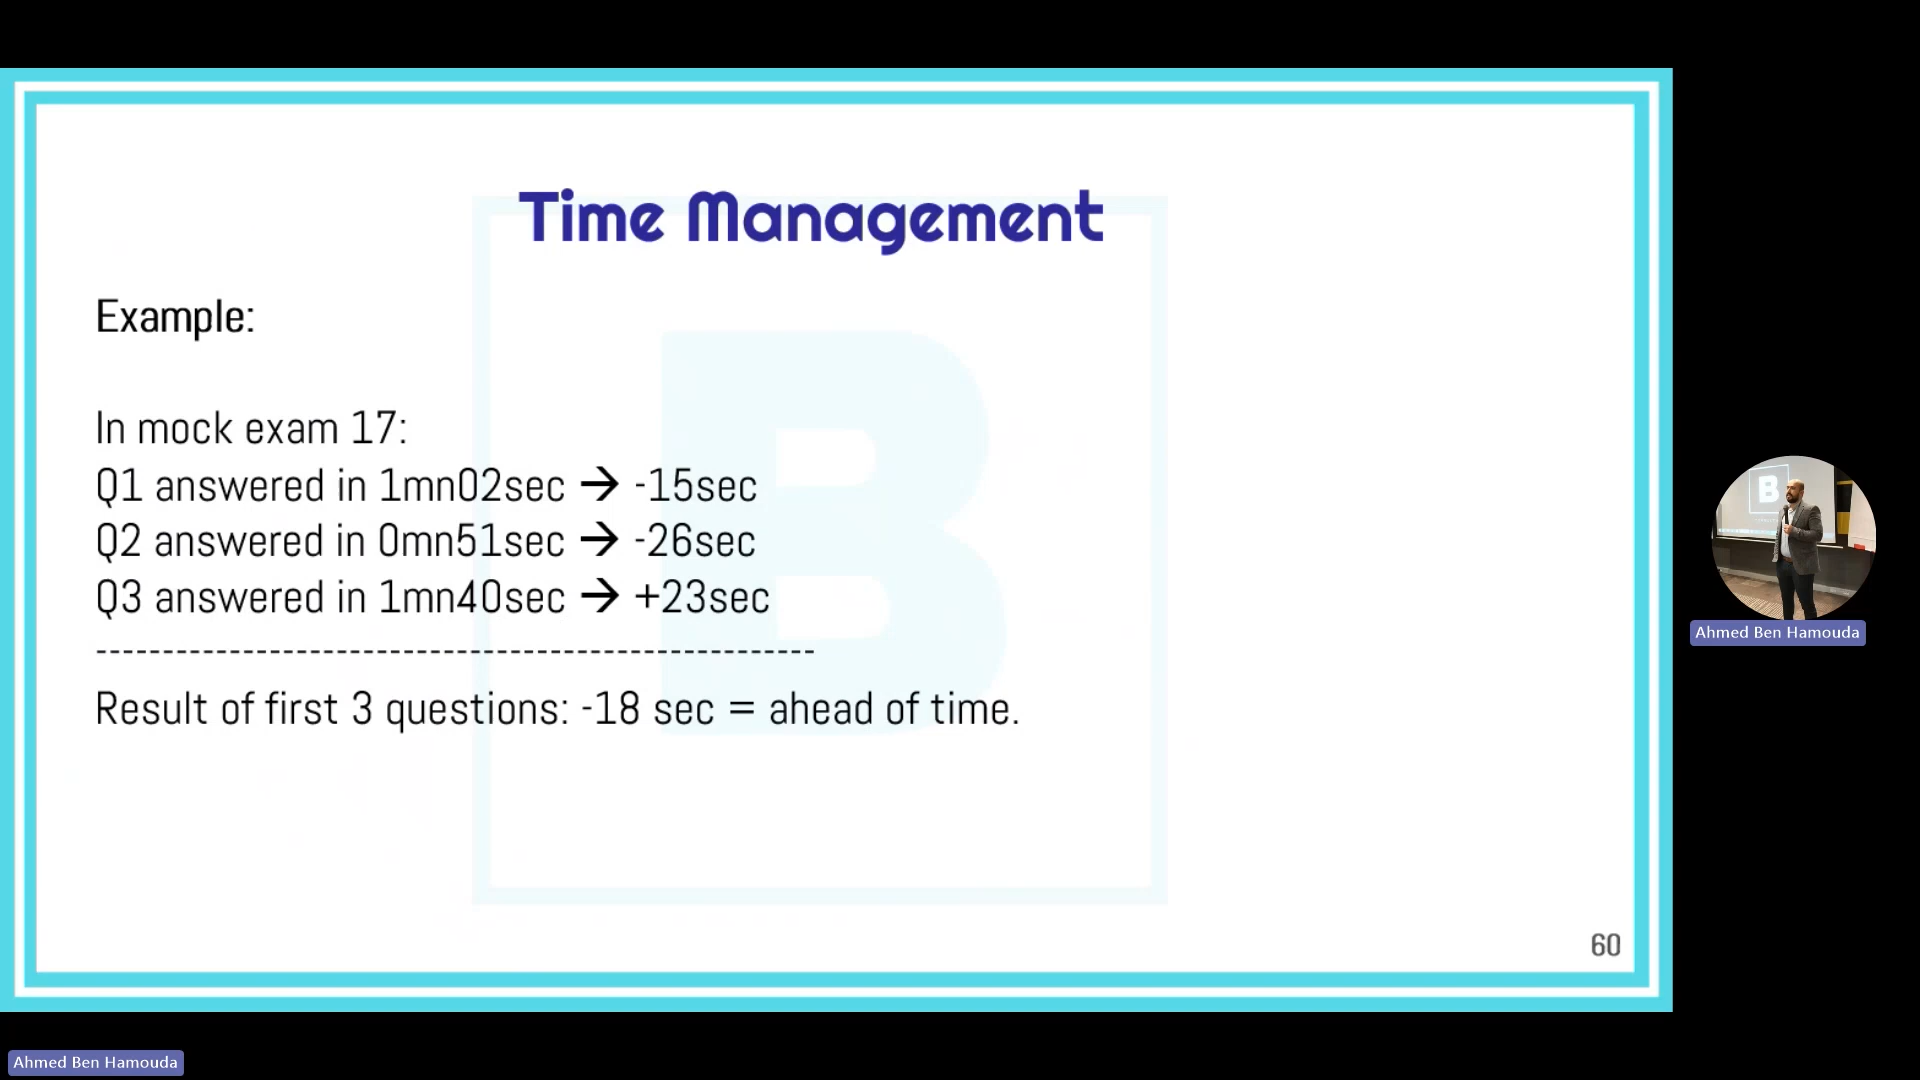 Time Management
Example:
In mock exam 17:
Q1 answered in 1mn02sec → -15sec
Q2 answered in 0mn51sec → -26sec
Q3 answered in 1mn40sec → +23sec
------------------------------------------------------
Result of first 3 questions: -18 sec = ahead of time.
60
B
B
Ahmed Ben Hamouda
Ahmed Ben Hamouda